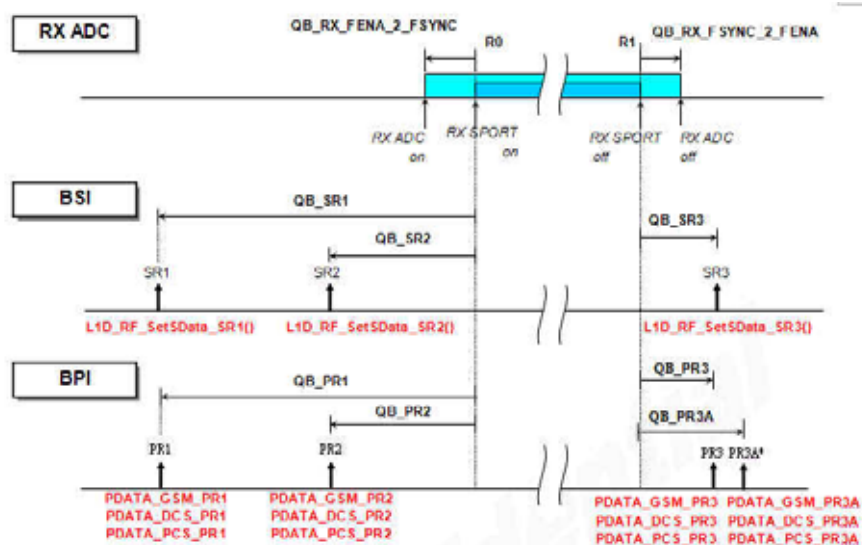 RX ADC
QB_RX_FENA_2_FSYNC
R0
R1
QB_RX_FSYNC_2_FENA
RX ADC on
RX SPORT on
RX SPORT off
RX ADC off
BSI
QB_SR1
QB_SR3
QB_SR2
SR1
SR2
SR3
L1D_RF_SetSData_SR1()
L1D_RF_SetSData_SR2()
L1D_RF_SetSData_SR3()
BPI
QB_PR1
QB_PR3
QB_PR2
QB_PR3A
PR1
PR2
PR3
PR3A*
PDATA_GSM_PR1
PDATA_DCS_PR1
PDATA_PCS_PR1
PDATA_GSM_PR2
PDATA_DCS_PR2
PDATA_PCS_PR2
PDATA_GSM_PR3
PDATA_DCS_PR3
PDATA_PCS_PR3
PDATA_GSM_PR3A
PDATA_DCS_PR3A
PDATA_PCS_PR3A